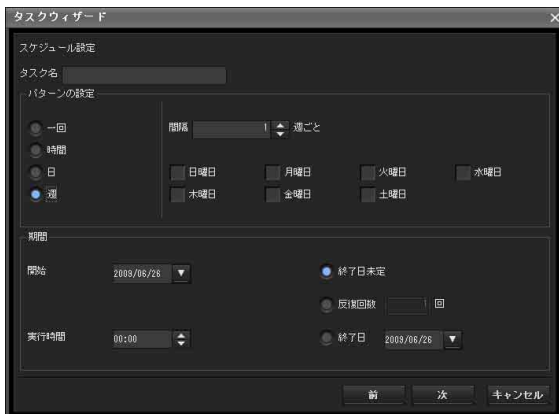 タスクウィザード
スケジュール設定
タスク名
パターンの設定
一回
間隔 1 週ごと
時間
日
日曜日 月曜日 火曜日 水曜日
週
木曜日 金曜日 土曜日
期間
開始 2009/06/26 終了日未定
反復回数 1 回
実行時間 00:00 終了日 2009/06/26
前 次 キャンセル